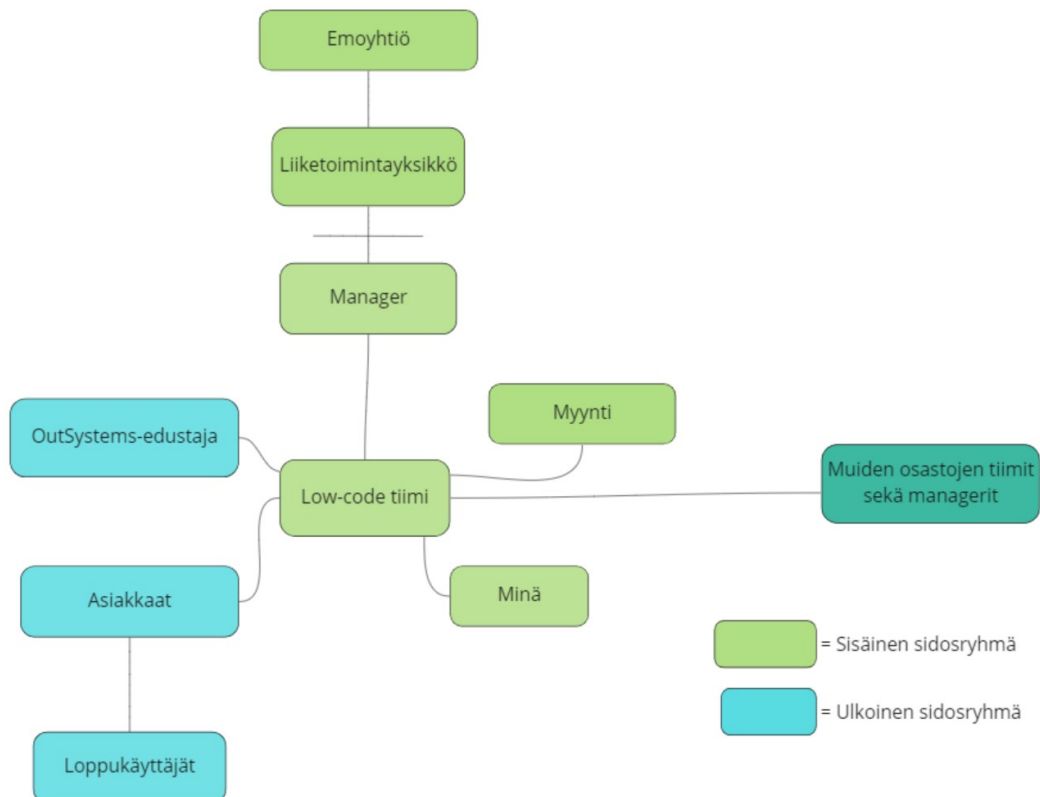 Emoyhtiö
Liiketoimintayksikkö
Manager
Myynti
OutSystems-edustaja
Low-code tiimi
Muiden osastojen tiimit
sekä managerit
Asiakkaat
Minä
= Sisäinen sidosryhmä
= Ulkoinen sidosryhmä
Loppukäyttäjät